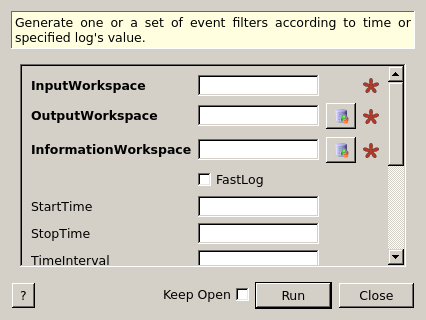 Generate one or a set of event filters according to time or
specified log's value.
InputWorkspace
OutputWorkspace
InformationWorkspace
FastLog
StartTime
StopTime
TimeInterval
?
Keep Open
Run
Close